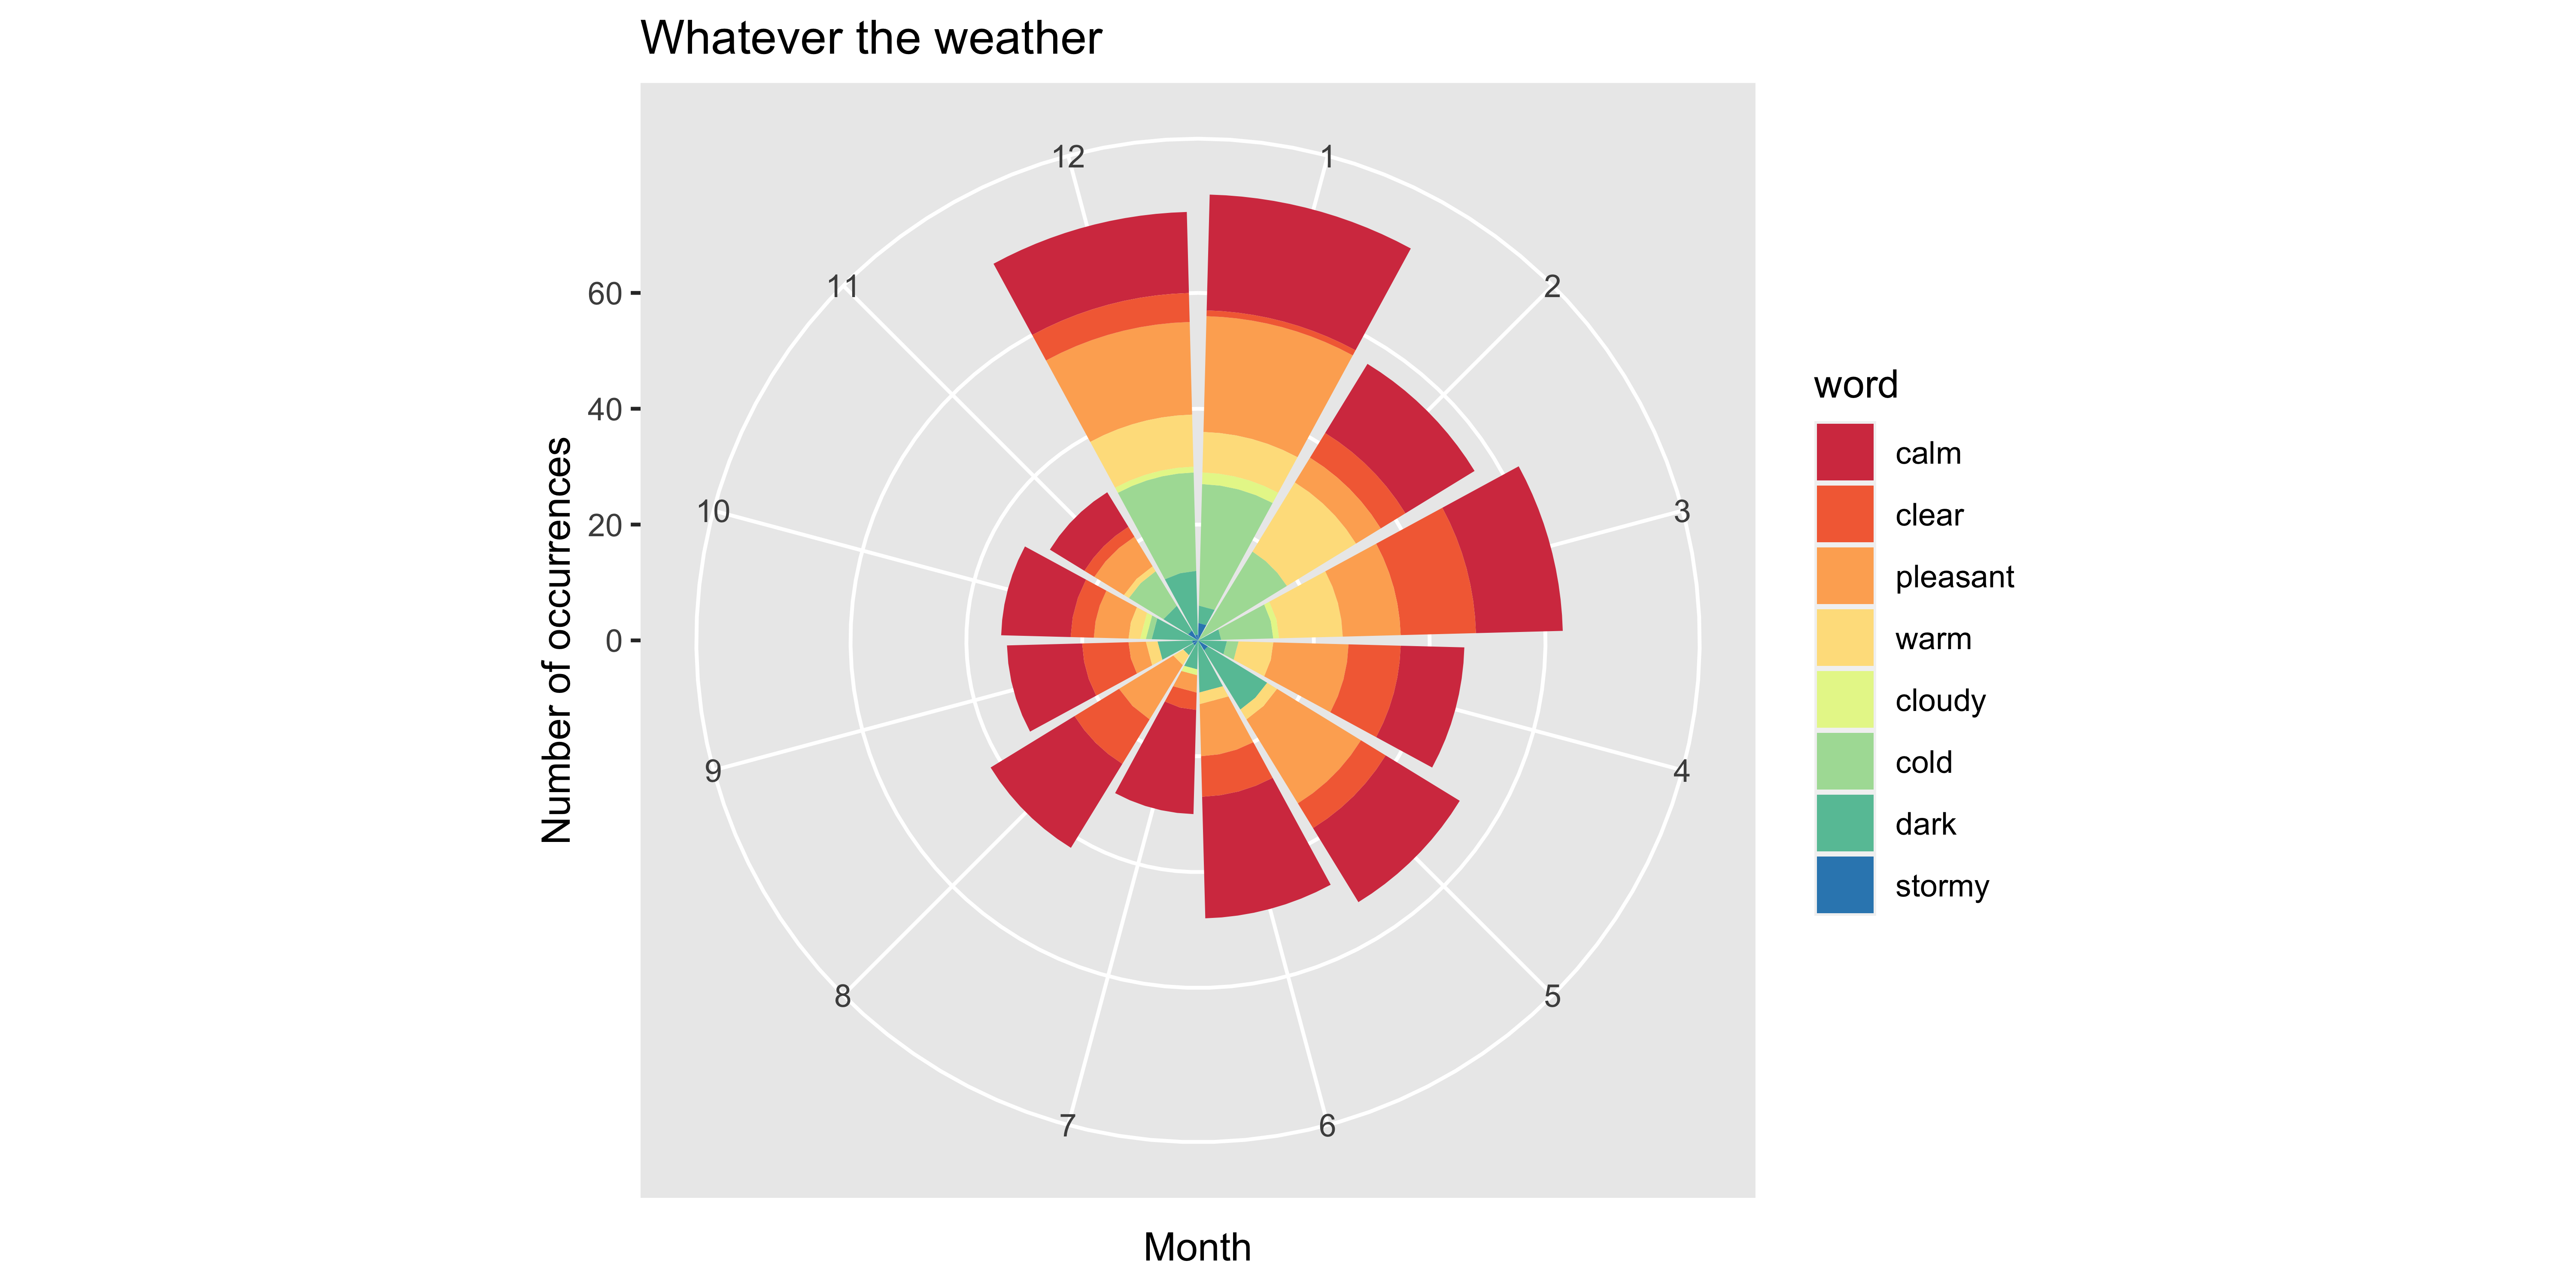 Whatever the weather
12
1
11
2
10
3
9
4
8
5
7
6
60
40
20
0
Number of occurrences
Month
word
calm
clear
pleasant
warm
cloudy
cold
dark
stormy